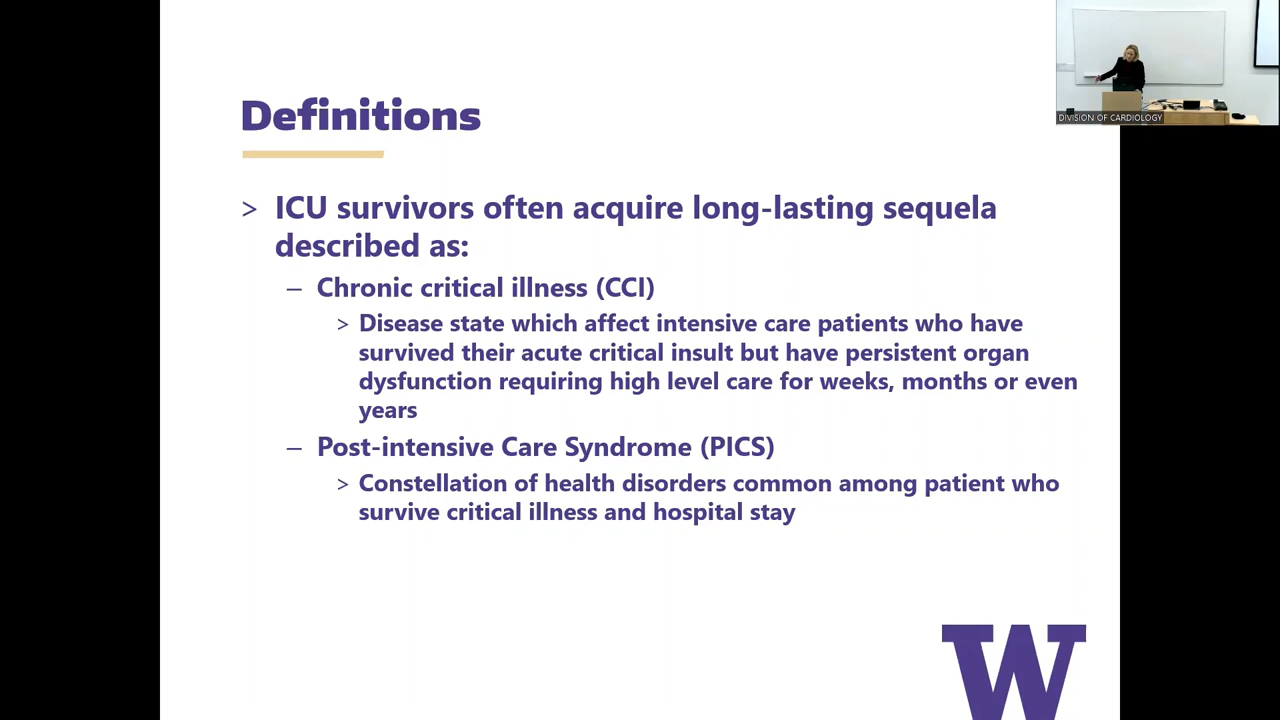 DIVISION OF CARDIOLOGY
Definitions
> ICU survivors often acquire long-lasting sequela
described as:
– Chronic critical illness (CCI)
> Disease state which affect intensive care patients who have
survived their acute critical insult but have persistent organ
dysfunction requiring high level care for weeks, months or even
years
– Post-intensive Care Syndrome (PICS)
> Constellation of health disorders common among patient who
survive critical illness and hospital stay
W